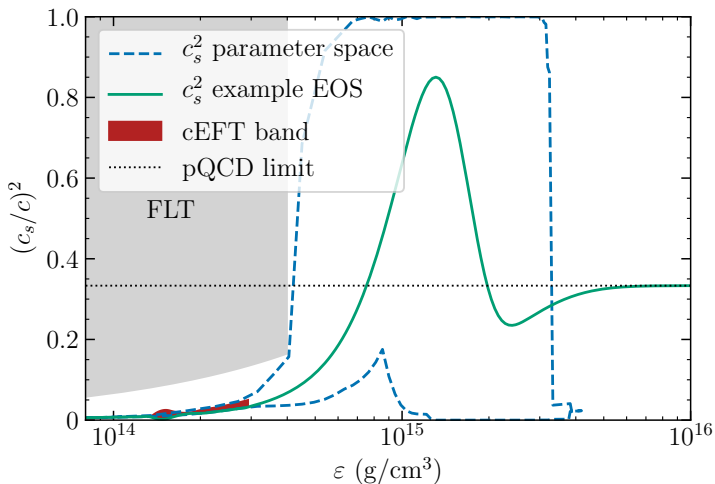 1.0
0.8
0.6
0.4
0.2
0
(c_s/c)^2
c_s^2 parameter space
c_s^2 example EOS
cEFT band
pQCD limit
FLT
10^14
10^15
10^16
ε (g/cm^3)